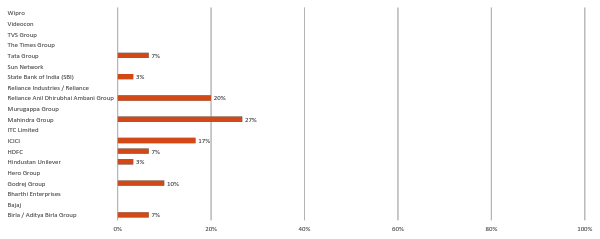 Wipro
Videocon
TVS Group
The Times Group
Tata Group 7%
Sun Network
State Bank of India (SBI) 3%
Reliance Industries / Reliance
Reliance Anil Dhirubhai Ambani Group 20%
Murugappa Group
Mahindra Group 27%
ITC Limited
ICICI 17%
HDFC 7%
Hindustan Unilever 3%
Hero Group
Godrej Group 10%
Bharthi Enterprises
Bajaj
Birla / Aditya Birla Group 7%
0% 20% 40% 60% 80% 100%